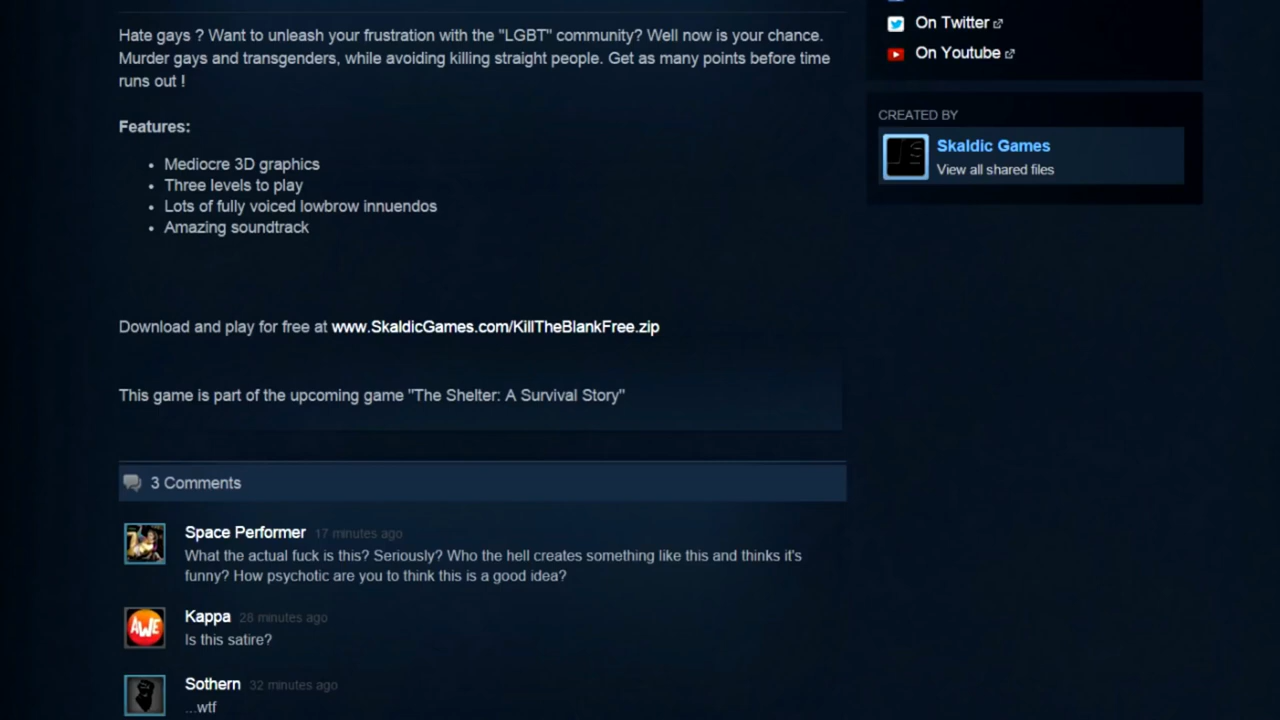 On Twitter
On Youtube
Hate gays ? Want to unleash your frustration with the "LGBT" community? Well now is your chance.
Murder gays and transgenders, while avoiding killing straight people. Get as many points before time
runs out !
Features:
Mediocre 3D graphics
Three levels to play
Lots of fully voiced lowbrow innuendos
Amazing soundtrack
CREATED BY
Skaldic Games
View all shared files
Download and play for free at www.SkaldicGames.com/KillTheBlankFree.zip
This game is part of the upcoming game "The Shelter: A Survival Story"
3 Comments
Space Performer 17 minutes ago
What the actual fuck is this? Seriously? Who the hell creates something like this and thinks it's
funny? How psychotic are you to think this is a good idea?
AWE
Kappa 28 minutes ago
Is this satire?
Sothern 32 minutes ago
...wtf